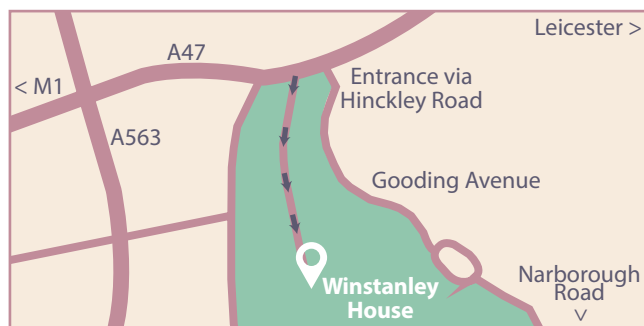 Leicester >
A47
< M1
Entrance via
Hinckley Road
A563
Gooding Avenue
Winstanley
House
Narborough
Road
>